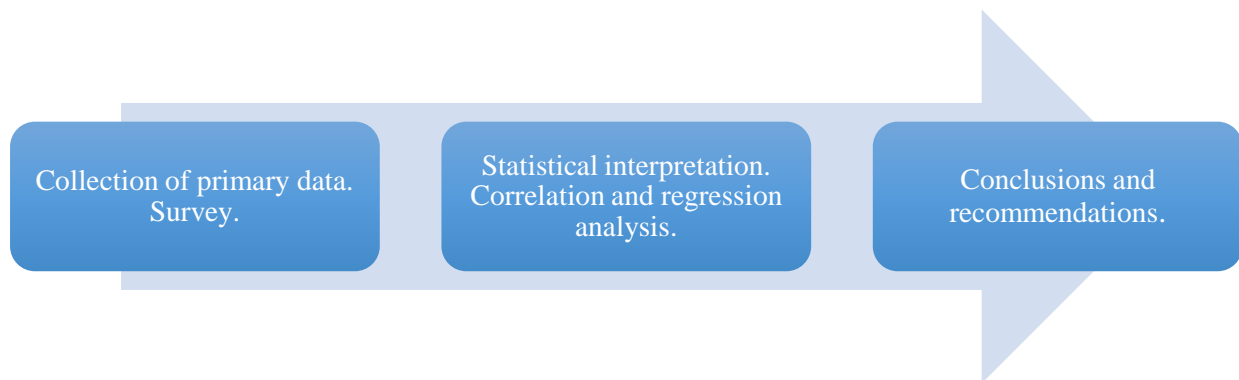 Collection of primary data.
Survey.
Statistical interpretation.
Correlation and regression
analysis.
Conclusions and
recommendations.